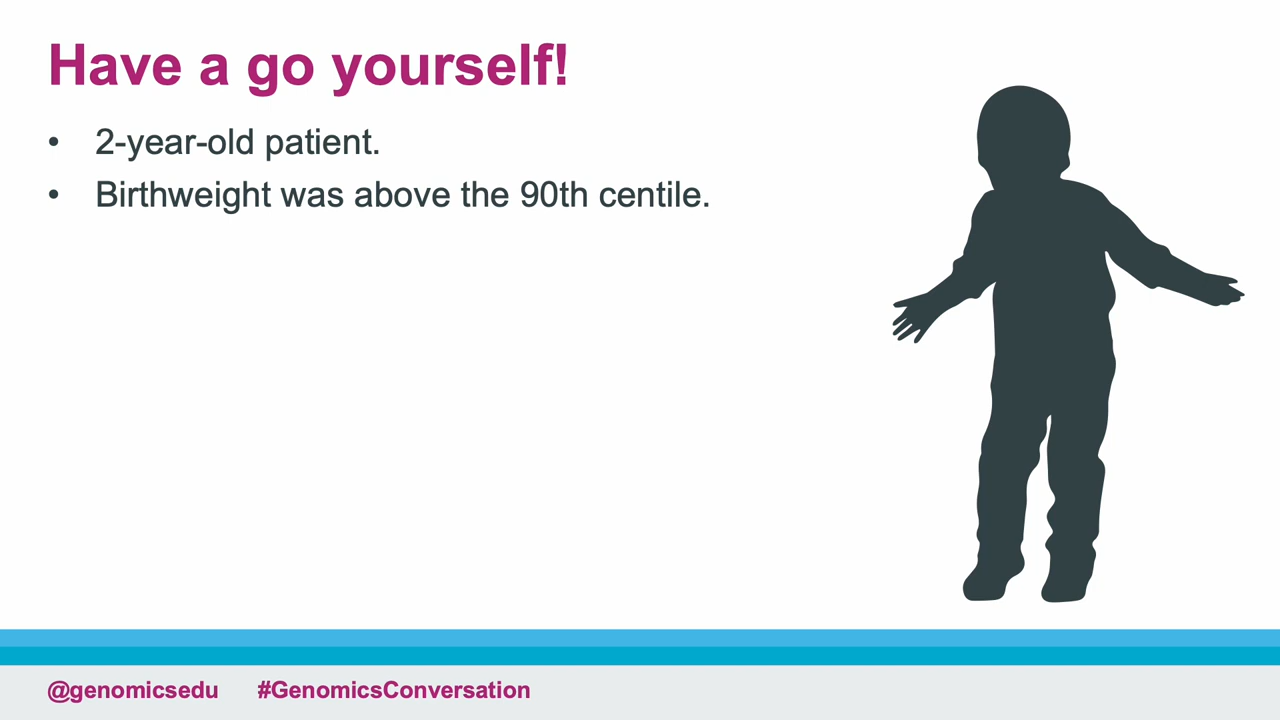 Have a go yourself!
• 2-year-old patient.
• Birthweight was above the 90th centile.
@genomicsedu #GenomicsConversation